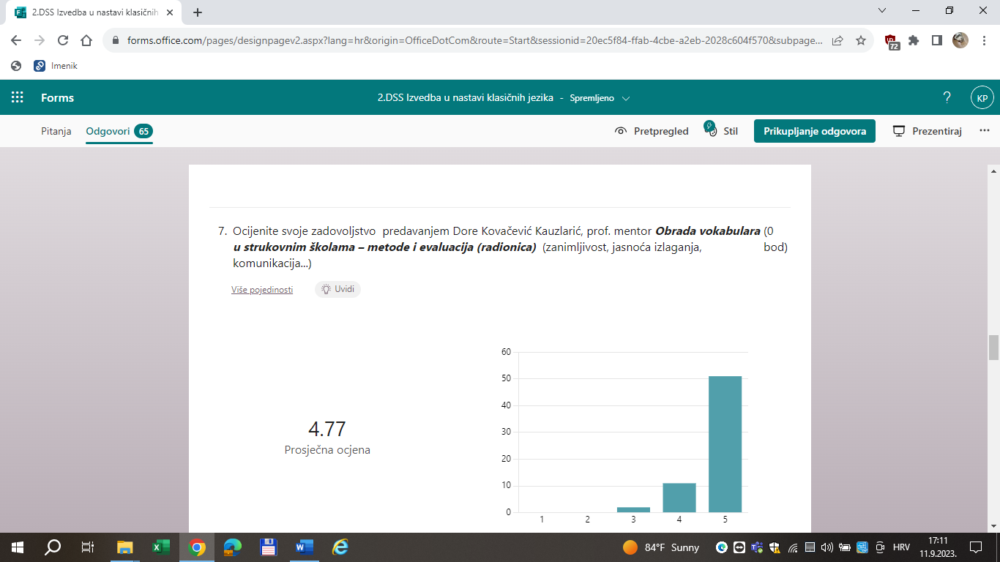 2.DSS Izvedba u nastavi klasičnih
forms.office.com/pages/designpagev2.aspx?lang=hr&origin=OfficeDotCom&route=Start&sessionid=20ec5f84-ffab-4cbe-a2eb-2028c604f570&subpage...
72
Imenik
Forms
2.DSS Izvedba u nastavi klasičnih jezika - Spremljeno
?
KP
Pitanja
Odgovori 65
Pretpregled
Stil
Prikupljanje odgovora
Prezentiraj
7. Ocijenite svoje zadovoljstvo predavanjem Dore Kovačević Kauzlarić, prof. mentor Obrada vokabulara (0
u strukovnim školama – metode i evaluacija (radionica) (zanimljivost, jasnoća izlaganja, bod)
komunikacija...)
Više pojedinosti
Uvidi
4.77
Prosječna ocjena
60
50
40
30
20
10
0
1 2 3 4 5
84°F Sunny
HRV
17:11
11.9.2023.